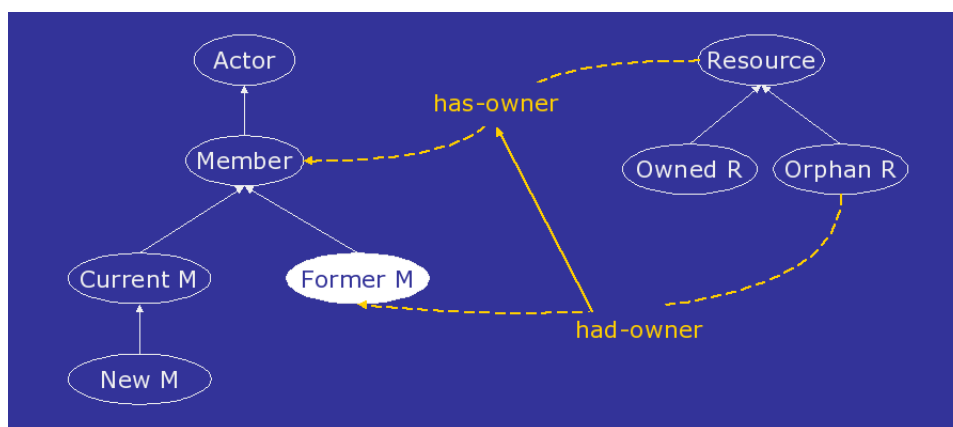 Actor
Resource
has-owner
Member
Owned R
Orphan R
Current M
Former M
had-owner
New M